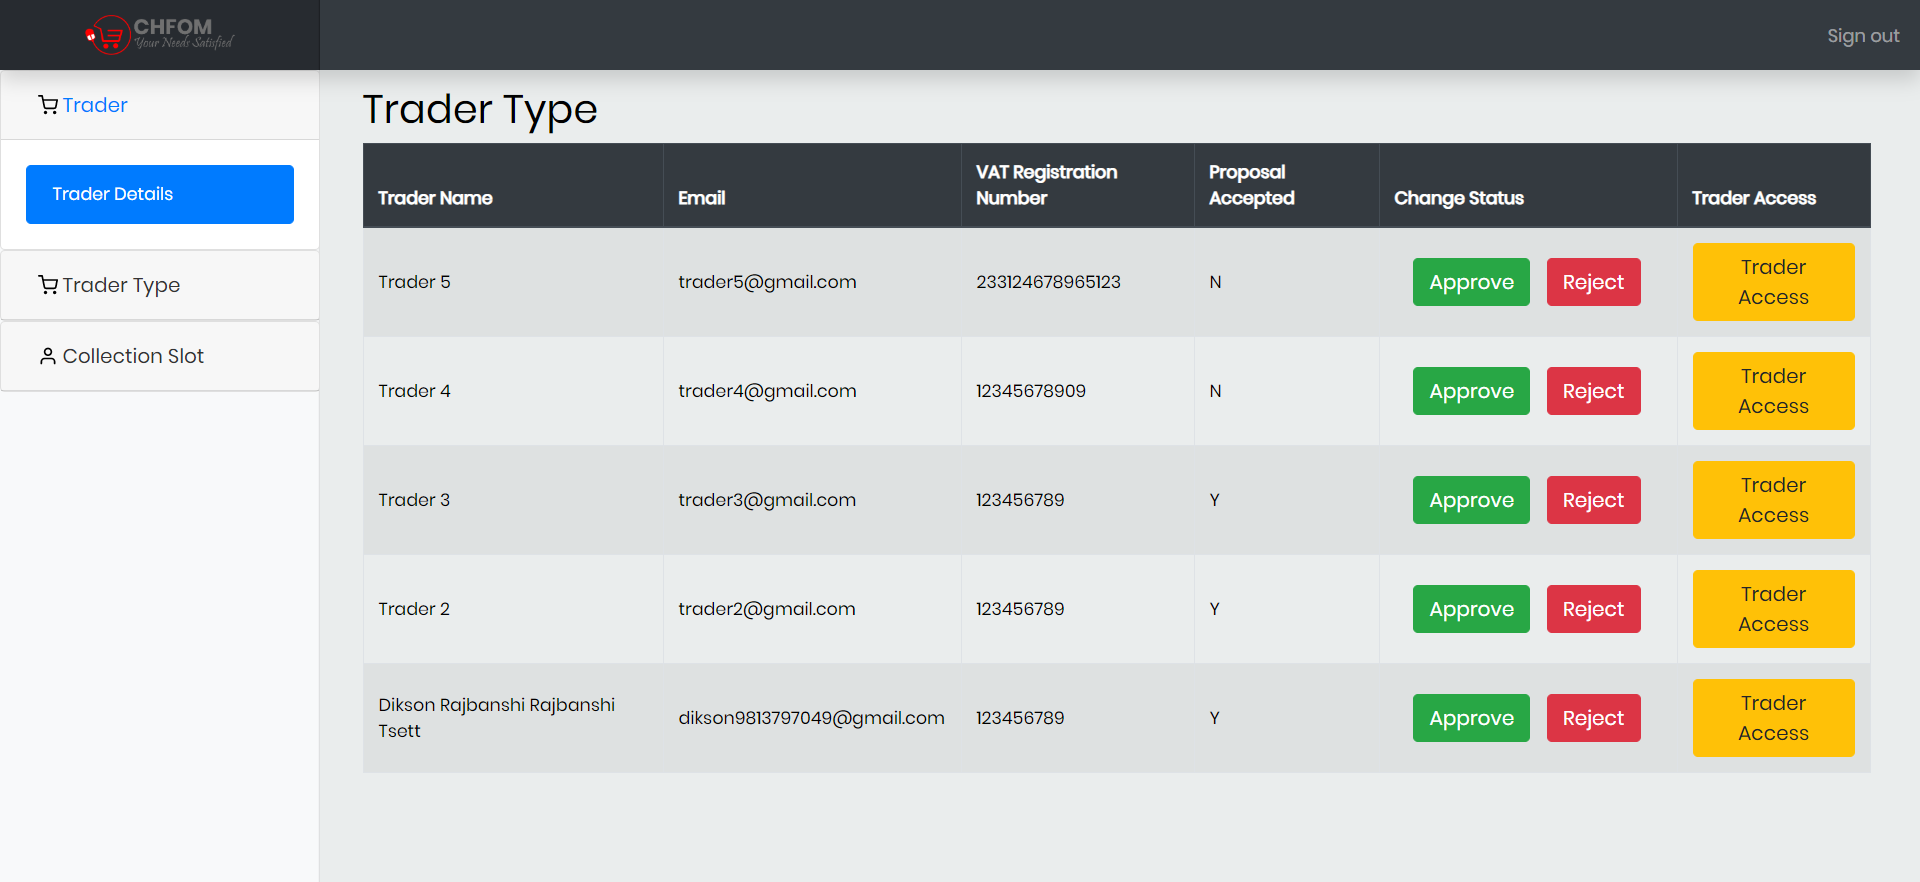 CHFOM
Your Needs Satisfied
Sign out
Trader
Trader Details
Trader Type
Collection Slot
Trader Type
Trader Name Email VAT Registration Number Proposal Accepted Change Status Trader Access
Trader 5 trader5@gmail.com 233124678965123 N Approve Reject Trader Access
Trader 4 trader4@gmail.com 12345678909 N Approve Reject Trader Access
Trader 3 trader3@gmail.com 123456789 Y Approve Reject Trader Access
Trader 2 trader2@gmail.com 123456789 Y Approve Reject Trader Access
Dikson Rajbanshi Rajbanshi Tsett dikson9813797049@gmail.com 123456789 Y Approve Reject Trader Access